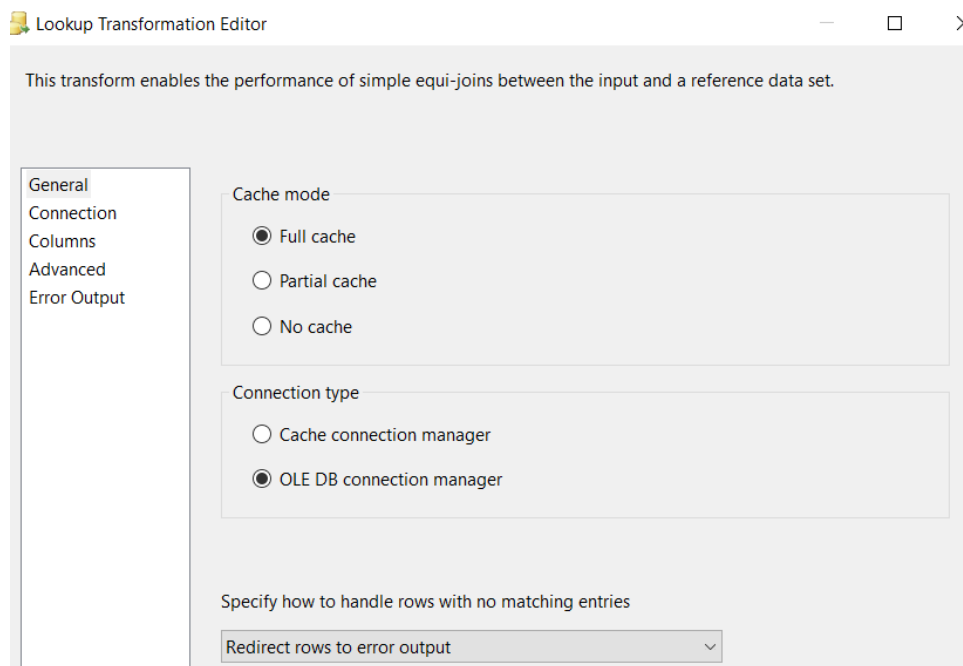 Lookup Transformation Editor
This transform enables the performance of simple equi-joins between the input and a reference data set.
General
Connection
Columns
Advanced
Error Output
Cache mode
Full cache
Partial cache
No cache
Connection type
Cache connection manager
OLE DB connection manager
Specify how to handle rows with no matching entries
Redirect rows to error output